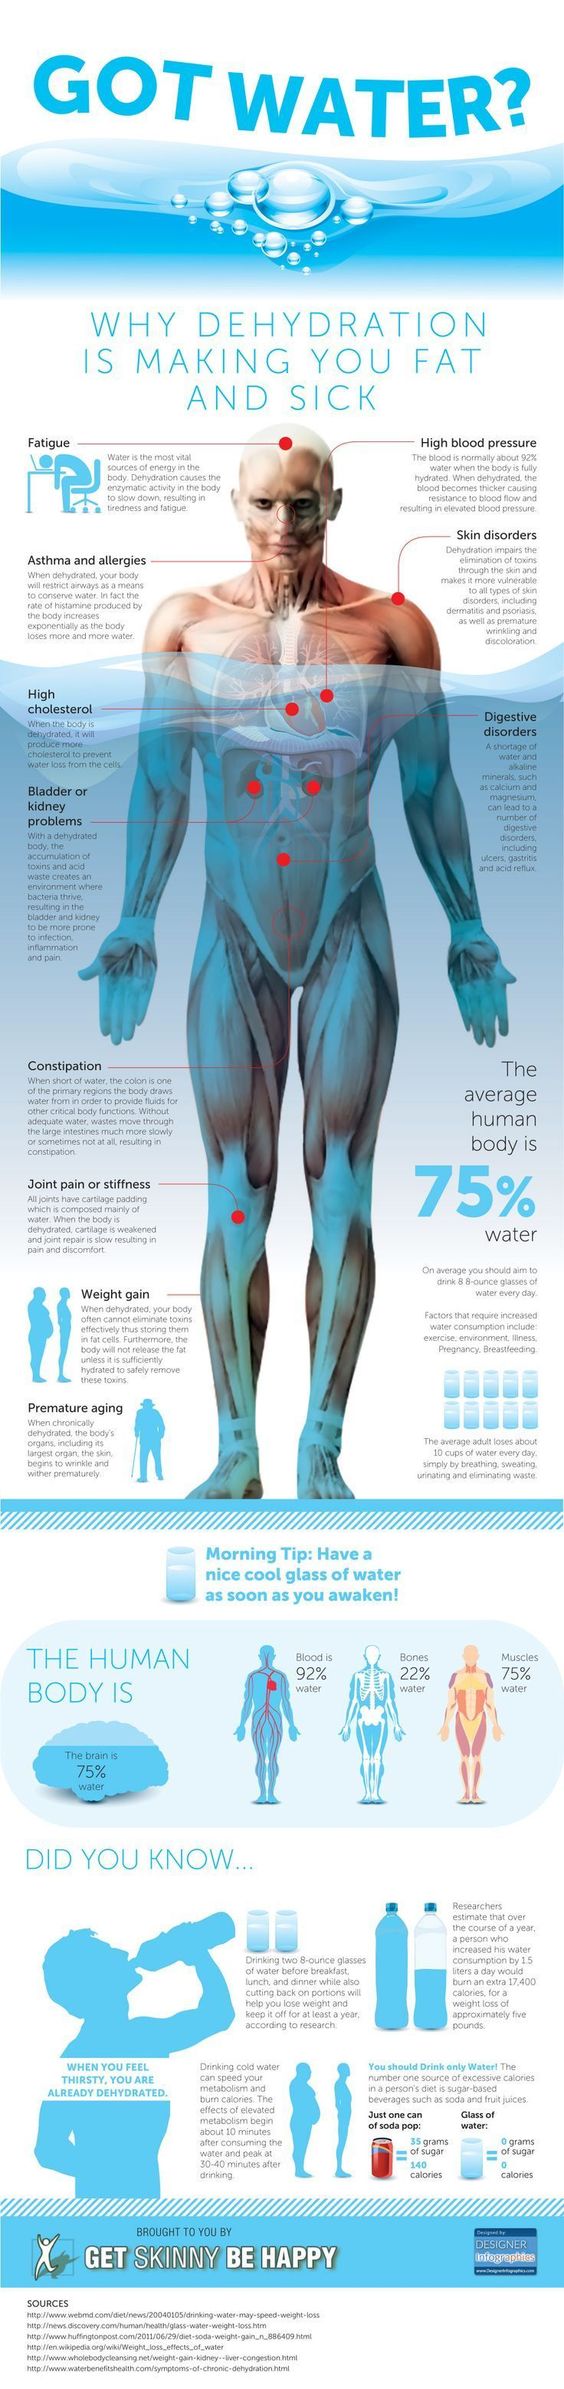 GOT WATER?
WHY DEHYDRATION
IS MAKING YOU FAT
AND SICK
Fatigue
Water is the most vital
sources of energy in the
body. Dehydration causes the
enzymatic activity in the body
to slow down, resulting in
tiredness and fatigue.
High blood pressure
The blood is normally about 92%
water when the body is fully
hydrated. When dehydrated, the
blood becomes thicker causing
resistance to blood flow and
resulting in elevated blood pressure.
Asthma and allergies
When dehydrated, your body
will restrict airways as a means
to conserve water. In fact the
rate of histamine produced by
the body increases
exponentially as the body
loses more and more water.
Skin disorders
Dehydration impairs the
elimination of toxins
through the skin and
makes it more vulnerable
to all types of skin
disorders, including
dermatitis and psoriasis,
as well as premature
wrinkling and
discoloration.
High
cholesterol
When the body is
dehydrated, it will
produce more
cholesterol to prevent
water loss from the cells.
Digestive
disorders
A shortage of
water and
alkaline
minerals, such
as calcium and
magnesium,
can lead to a
number of
digestive
disorders,
including
ulcers, gastritis
and acid reflux.
Bladder or
kidney
problems
With a dehydrated
body, the
accumulation of
toxins and acid
waste creates an
environment where
bacteria thrive,
resulting in the
bladder and kidney
to be more prone
to infection,
inflammation
and pain.
Constipation
When short of water, the colon is one
of the primary regions the body draws
water from in order to provide fluids for
other critical body functions. Without
adequate water, wastes move through
the large intestines much more slowly
or sometimes not at all, resulting in
constipation.
The
average
human
body is
75%
water
Joint pain or stiffness
All joints have cartilage padding
which is composed mainly of
water. When the body is
dehydrated, cartilage is weakened
and joint repair is slow resulting in
pain and discomfort.
On average you should aim to
drink 8 8-ounce glasses of
water every day.
Factors that require increased
water consumption include:
exercise, environment, Illness,
Pregnancy, Breastfeeding.
Weight gain
When dehydrated, your body
often cannot eliminate toxins
effectively thus storing them
in fat cells. Furthermore, the
body will not release the fat
unless it is sufficiently
hydrated to safely remove
these toxins.
Premature aging
When chronically
dehydrated, the body's
organs, including its
largest organ, the skin,
begins to wrinkle and
wither prematurely.
The average adult loses about
10 cups of water every day,
simply by breathing, sweating,
urinating and eliminating waste.
Morning Tip: Have a
nice cool glass of water
as soon as you awaken!
THE HUMAN
BODY IS
The brain is
75%
water
Blood is
92%
water
Bones
22%
water
Muscles
75%
water
DID YOU KNOW...
Drinking two 8-ounce glasses
of water before breakfast,
lunch, and dinner while also
cutting back on portions will
help you lose weight and
keep it off for at least a year,
according to research.
Researchers
estimate that over
the course of a year,
a person who
increased his water
consumption by 1.5
liters a day would
burn an extra 17,400
calories, for a
weight loss of
approximately five
pounds.
WHEN YOU FEEL
THIRSTY, YOU ARE
ALREADY DEHYDRATED.
Drinking cold water
can speed your
metabolism and
burn calories. The
effects of elevated
metabolism begin
about 10 minutes
after consuming the
water and peak at
30-40 minutes after
drinking.
You should Drink only Water! The
number one source of excessive calories
in a person's diet is sugar-based
beverages such as soda and fruit juices.
Just one can
of soda pop:
35 grams
of sugar
140
calories
Glass of
water:
0 grams
of sugar
0
calories
BROUGHT TO YOU BY
GET SKINNY BE HAPPY
Designed by:
DESIGNER
Infographics
www.DesignerInfographics.com
SOURCES
http://www.webmd.com/diet/news/20040105/drinking-water-may-speed-weight-loss
http://news.discovery.com/human/health/glass-water-weight-loss.htm
http://www.huffingtonpost.com/2011/06/29/diet-soda-weight-gain_n_886409.html
http://en.wikipedia.org/wiki/Weight_loss_effects_of_water
http://www.wholebodycleansing.net/weight-gain-kidney--liver-congestion.html
http://www.waterbenefitshealth.com/symptoms-of-chronic-dehydration.html